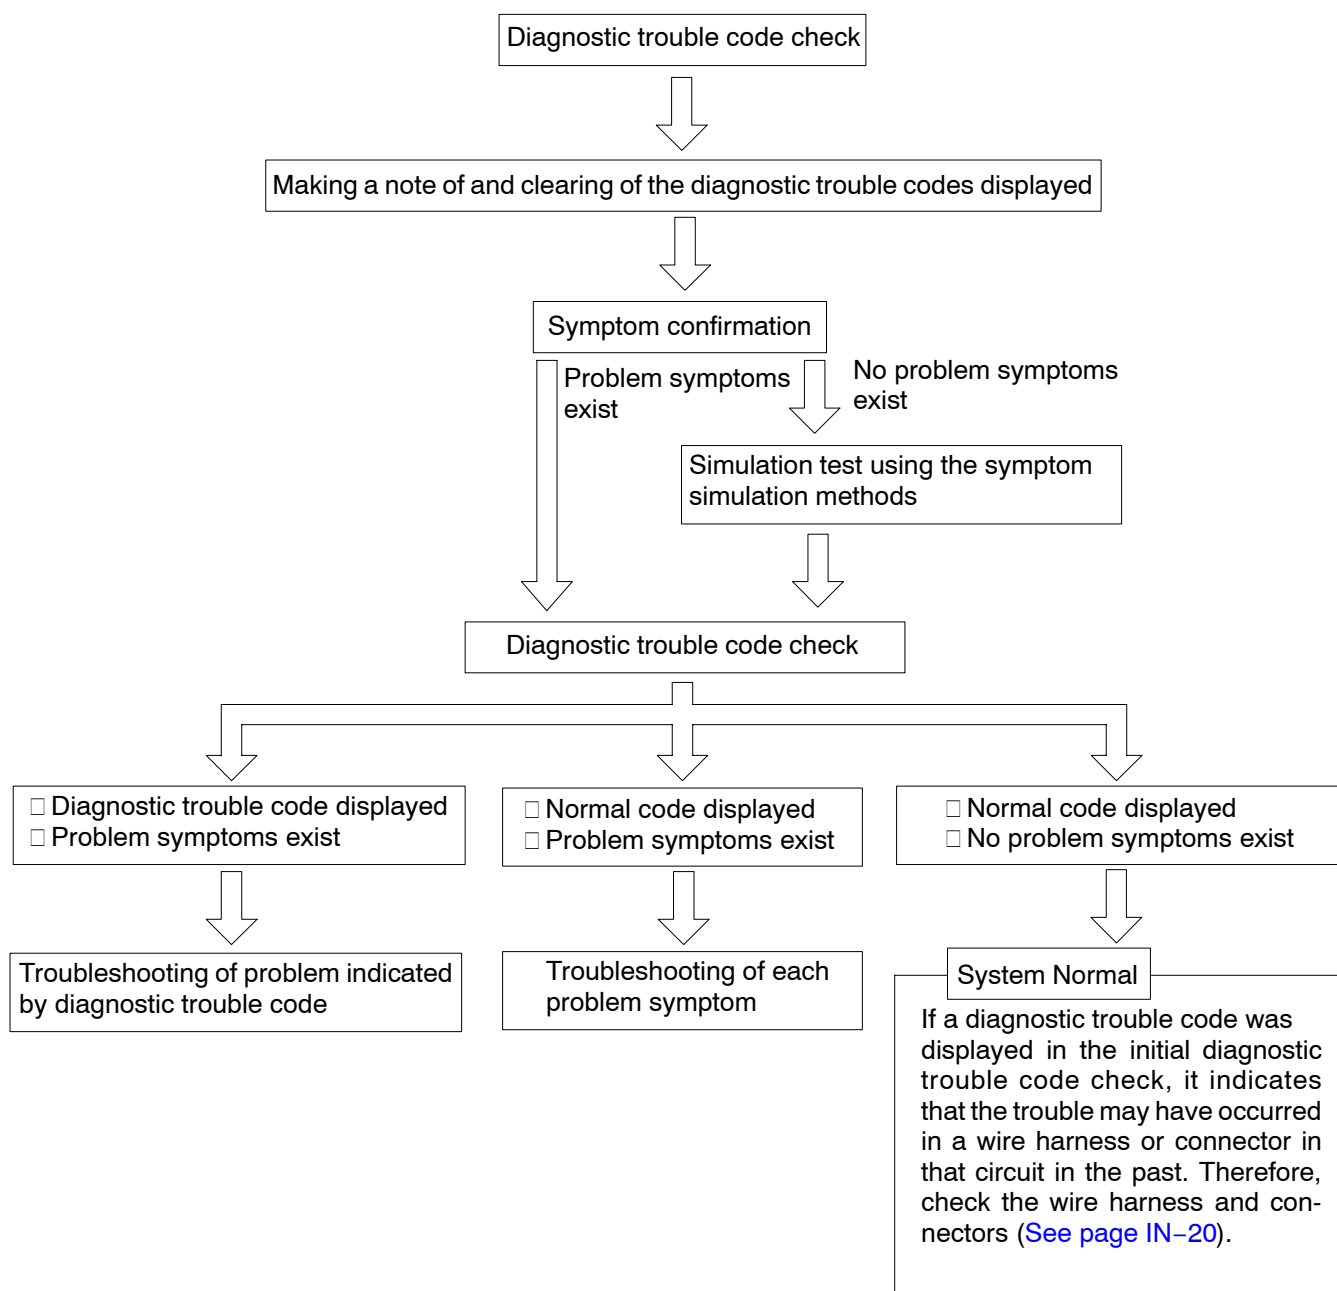 Diagnostic trouble code check
Making a note of and clearing of the diagnostic trouble codes displayed
Symptom confirmation
Problem symptoms
exist
No problem symptoms
exist
Simulation test using the symptom
simulation methods
Diagnostic trouble code check
□ Diagnostic trouble code displayed
□ Problem symptoms exist
□ Normal code displayed
□ Problem symptoms exist
□ Normal code displayed
□ No problem symptoms exist
Troubleshooting of problem indicated
by diagnostic trouble code
Troubleshooting of each
problem symptom
System Normal
If a diagnostic trouble code was
displayed in the initial diagnostic
trouble code check, it indicates
that the trouble may have occurred
in a wire harness or connector in
that circuit in the past. Therefore,
check the wire harness and con-
nectors (See page IN−20).